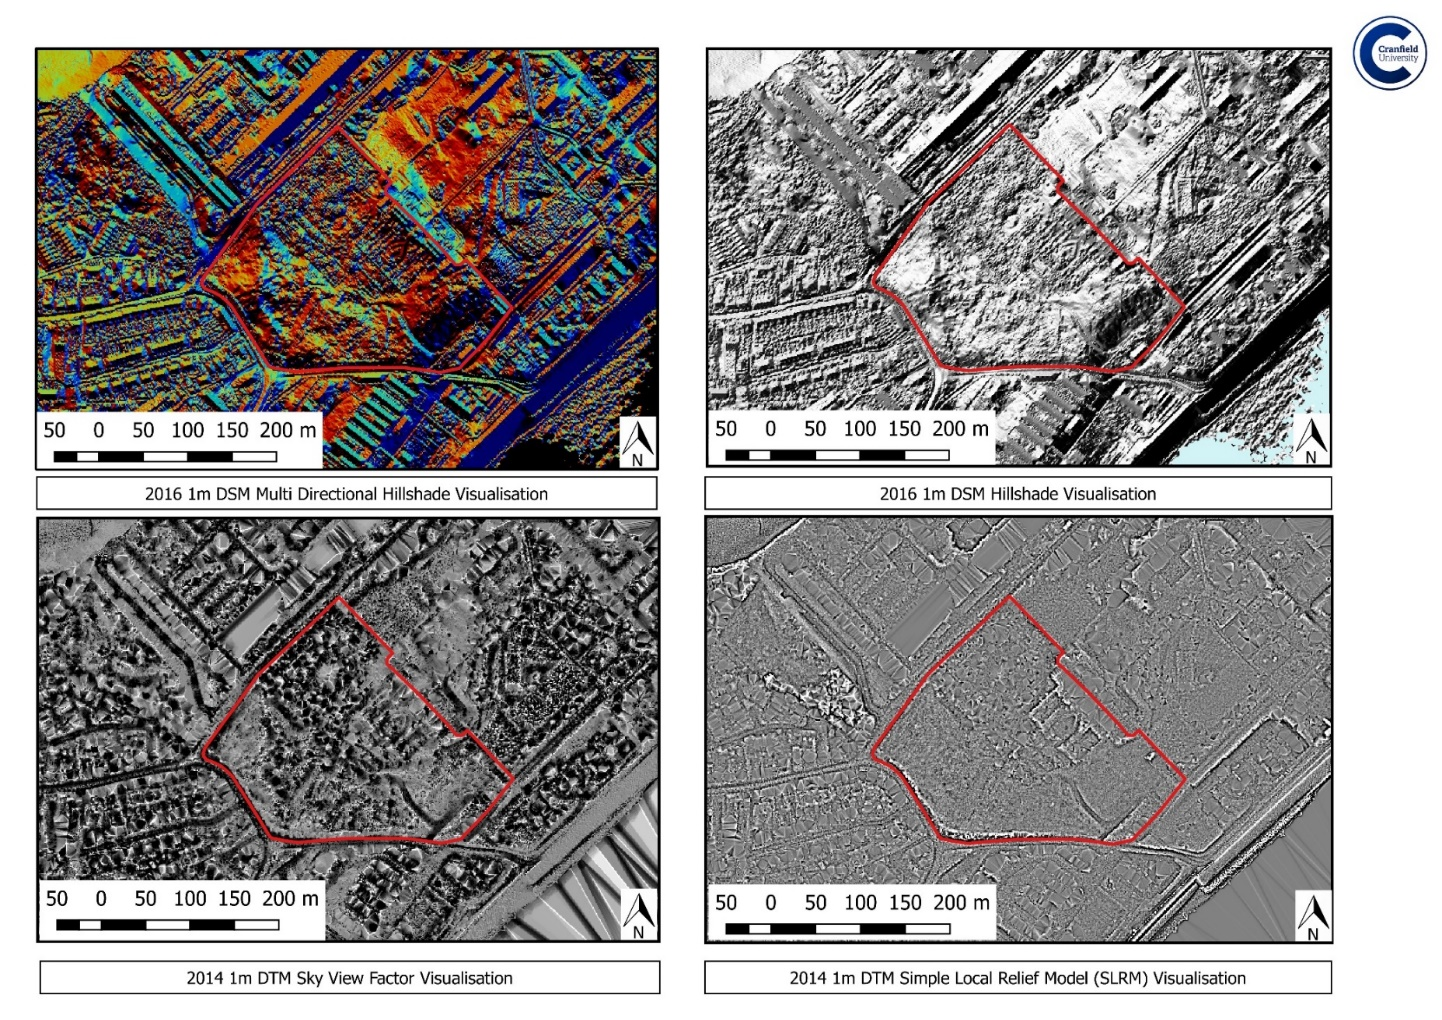 Cranfield
University
50 0 50 100 150 200 m
N
50 0 50 100 150 200 m
N
2016 1m DSM Multi Directional Hillshade Visualisation
2016 1m DSM Hillshade Visualisation
50 0 50 100 150 200 m
N
50 0 50 100 150 200 m
N
2014 1m DTM Sky View Factor Visualisation
2014 1m DTM Simple Local Relief Model (SLRM) Visualisation